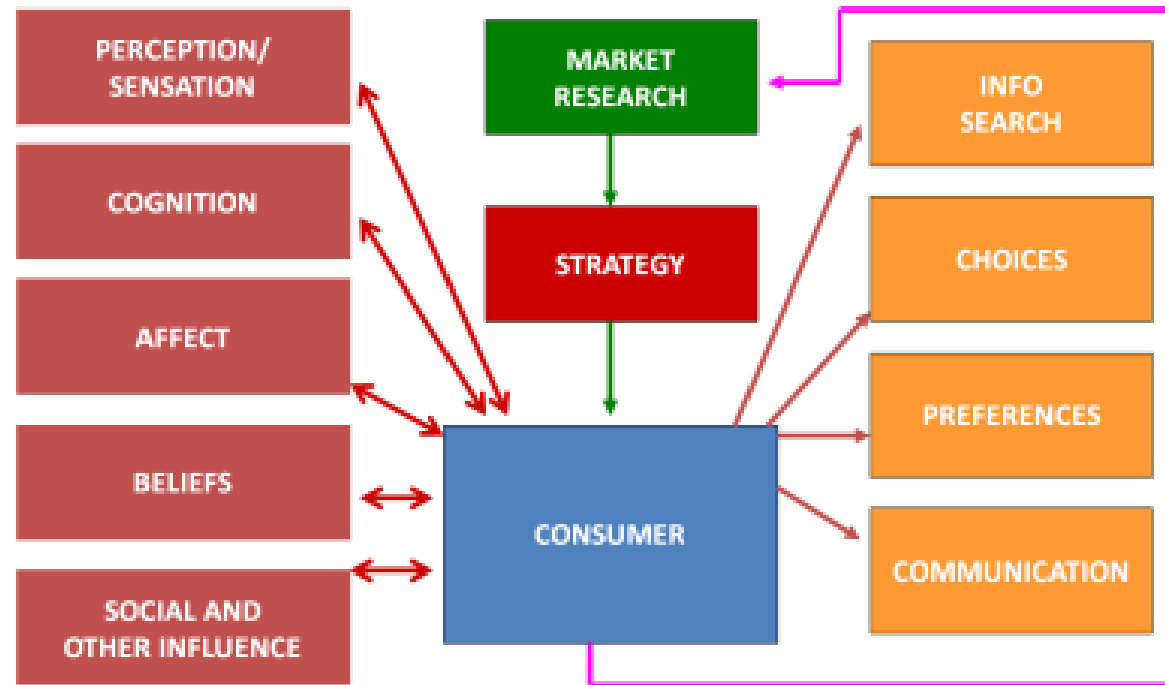 PERCEPTION/
SENSATION
COGNITION
AFFECT
BELIEFS
SOCIAL AND
OTHER INFLUENCE
MARKET
RESEARCH
STRATEGY
CONSUMER
INFO
SEARCH
CHOICES
PREFERENCES
COMMUNICATION